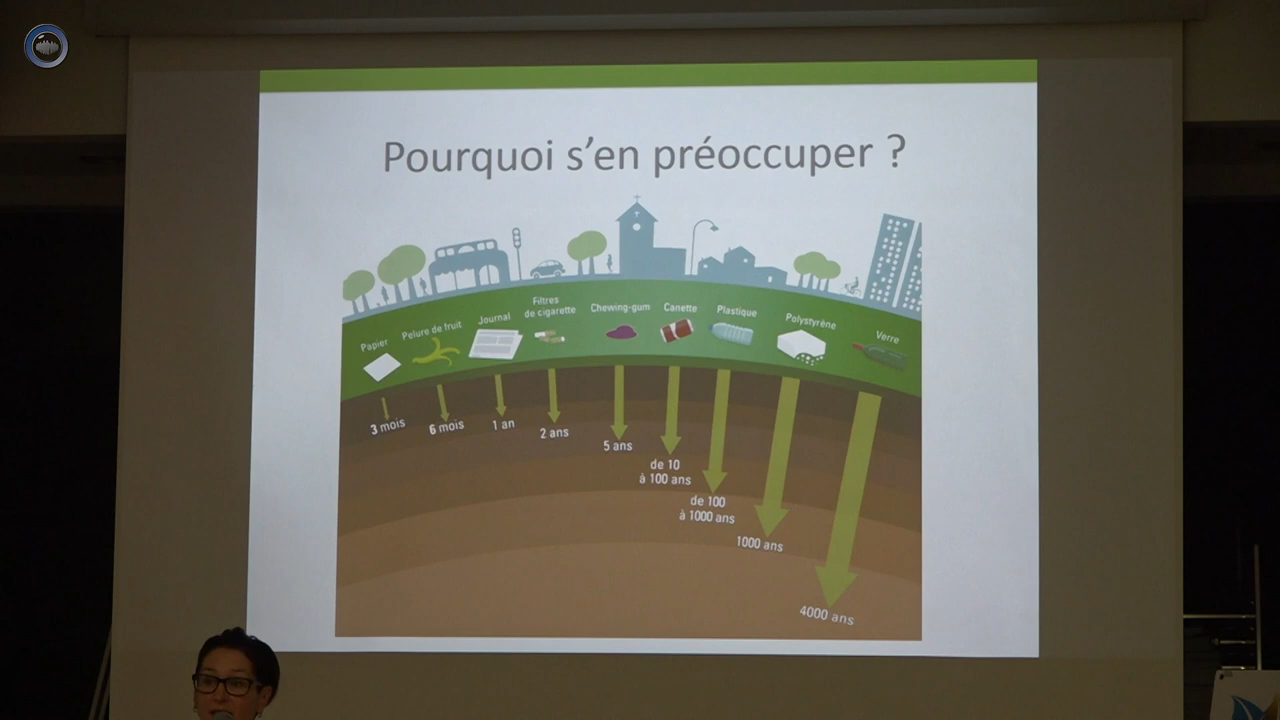 Pourquoi s'en préoccuper ?
Papier
Pelure de fruit
Journal
Filtres
de cigarette
Chewing-gum
Canette
Plastique
Polystyrène
Verre
3 mois
6 mois
1 an
2 ans
5 ans
de 10
à 100 ans
de 100
à 1000 ans
1000 ans
4000 ans